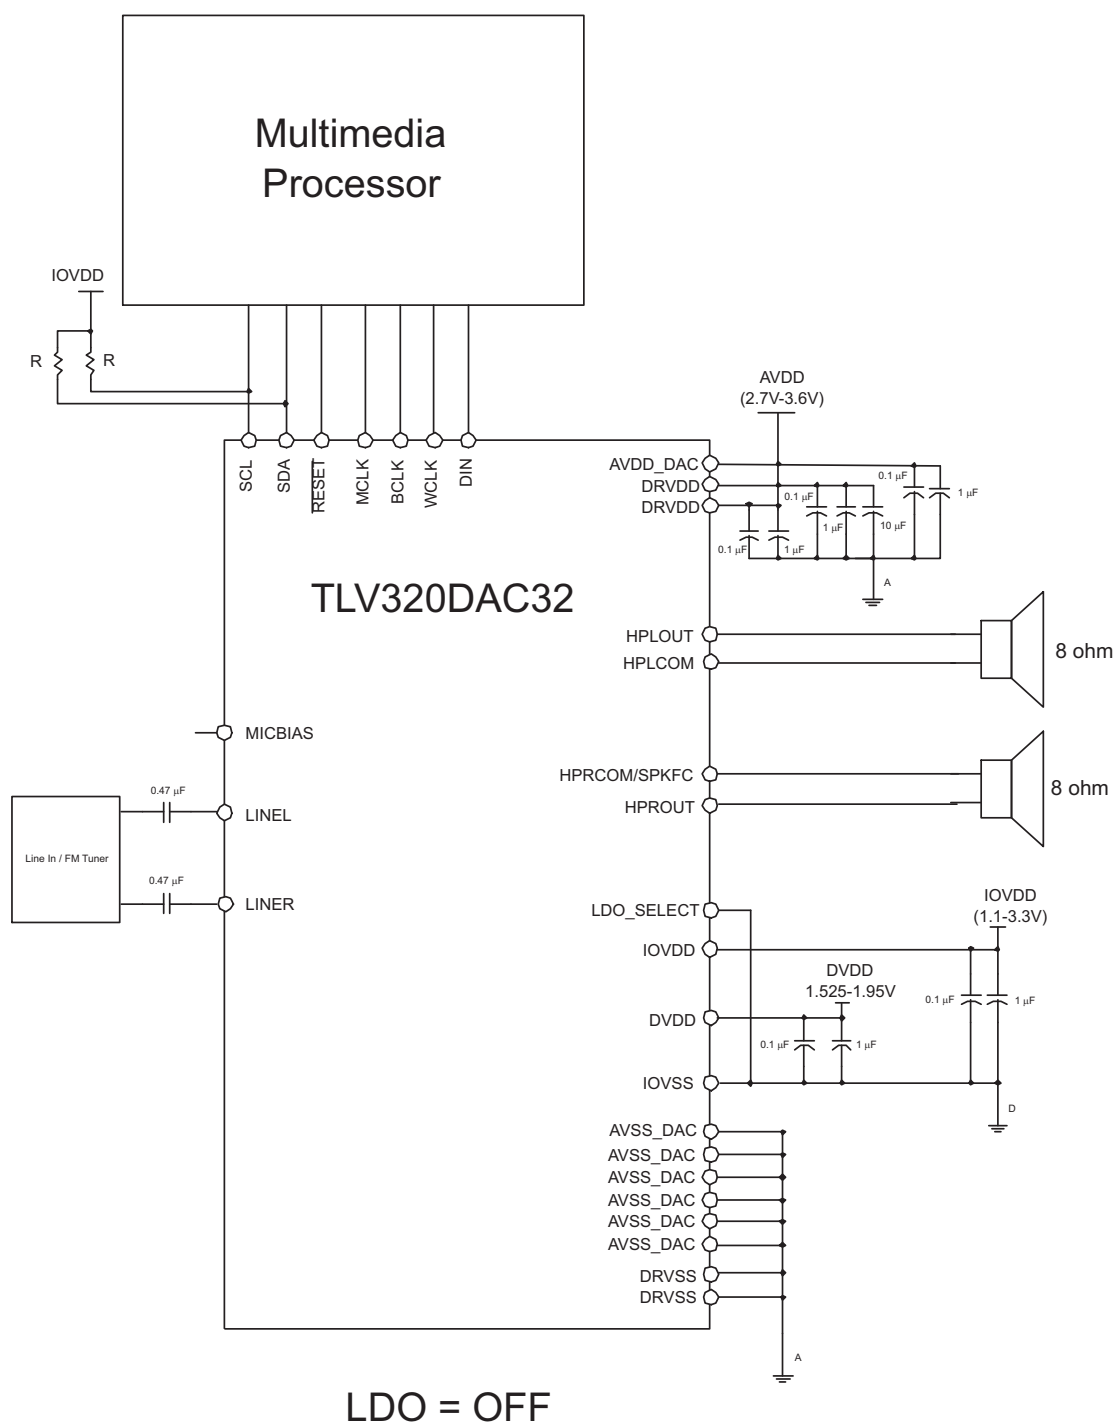 Multimedia
Processor
IOVDD
R
R
SCL
SDA
RESET
MCLK
BCLK
WCLK
DIN
AVDD
(2.7V-3.6V)
AVDD_DAC
DRVDD
DRVDD
0.1 μF
1 μF
0.1 μF
1 μF
10 μF
0.1 μF
1 μF
A
TLV320DAC32
HPLOUT
HPLCOM
8 ohm
MICBIAS
HPRCOM/SPKFC
HPROUT
8 ohm
0.47 μF
LINEL
Line In / FM Tuner
0.47 μF
LINER
LDO_SELECT
IOVDD
IOVDD
(1.1-3.3V)
DVDD
1.525-1.95V
0.1 μF
1 μF
DVDD
0.1 μF
1 μF
IOVSS
D
AVSS_DAC
AVSS_DAC
AVSS_DAC
AVSS_DAC
AVSS_DAC
AVSS_DAC
DRVSS
DRVSS
A
LDO = OFF